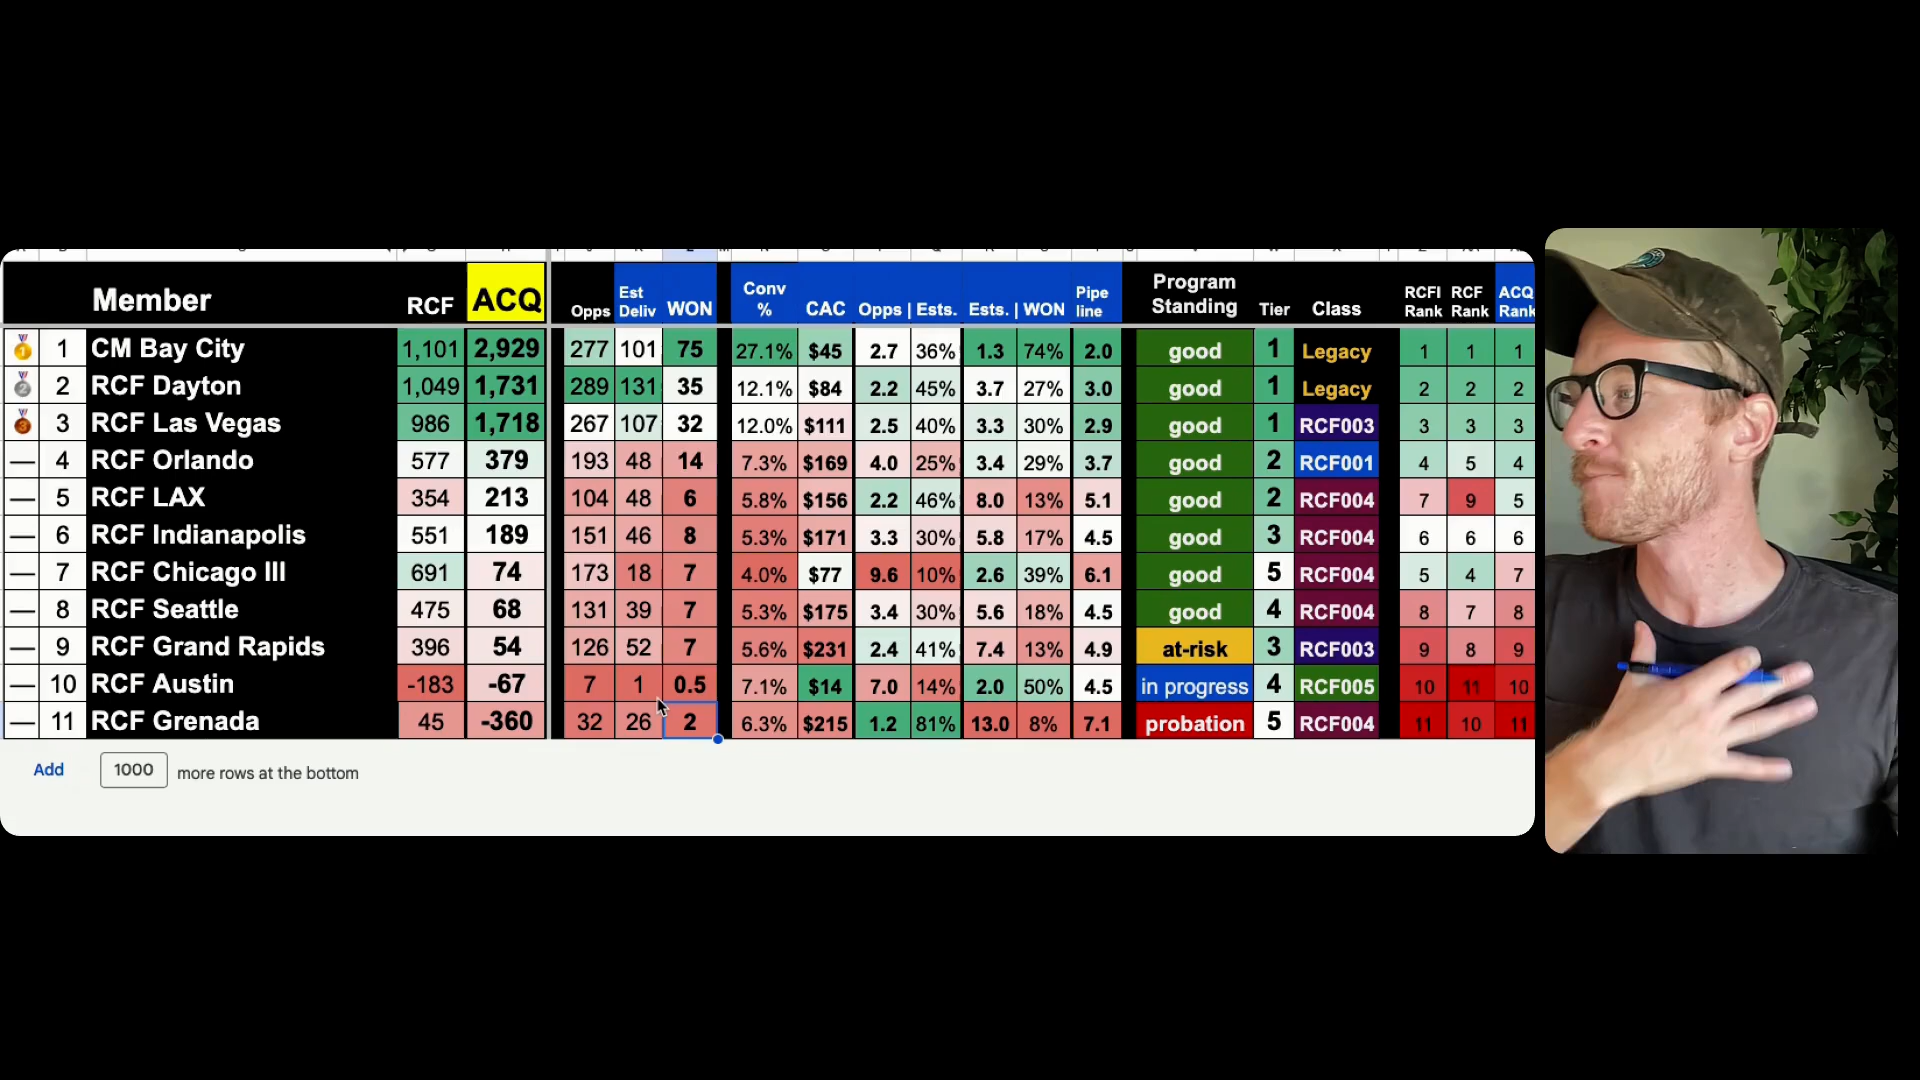 Member RCF ACQ Opps Est Deliv WON Conv % CAC Opps | Ests. Ests. | WON Pipe line Program Standing Tier Class RCFI Rank RCF Rank ACQ Rank
1 CM Bay City 1,101 2,929 277 101 75 27.1% $45 2.7 36% 1.3 74% 2.0 good 1 Legacy 1 1 1
2 RCF Dayton 1,049 1,731 289 131 35 12.1% $84 2.2 45% 3.7 27% 3.0 good 1 Legacy 2 2 2
3 RCF Las Vegas 986 1,718 267 107 32 12.0% $111 2.5 40% 3.3 30% 2.9 good 1 RCF003 3 3 3
— 4 RCF Orlando 577 379 193 48 14 7.3% $169 4.0 25% 3.4 29% 3.7 good 2 RCF001 4 5 4
— 5 RCF LAX 354 213 104 48 6 5.8% $156 2.2 46% 8.0 13% 5.1 good 2 RCF004 7 9 5
— 6 RCF Indianapolis 551 189 151 46 8 5.3% $171 3.3 30% 5.8 17% 4.5 good 3 RCF004 6 6 6
— 7 RCF Chicago III 691 74 173 18 7 4.0% $77 9.6 10% 2.6 39% 6.1 good 5 RCF004 5 4 7
— 8 RCF Seattle 475 68 131 39 7 5.3% $175 3.4 30% 5.6 18% 4.5 good 4 RCF004 8 7 8
— 9 RCF Grand Rapids 396 54 126 52 7 5.6% $231 2.4 41% 7.4 13% 4.9 at-risk 3 RCF003 9 8 9
— 10 RCF Austin -183 -67 7 1 0.5 7.1% $14 7.0 14% 2.0 50% 4.5 in progress 4 RCF005 10 11 10
— 11 RCF Grenada 45 -360 32 26 2 6.3% $215 1.2 81% 13.0 8% 7.1 probation 5 RCF004 11 10 11
Add 1000 more rows at the bottom